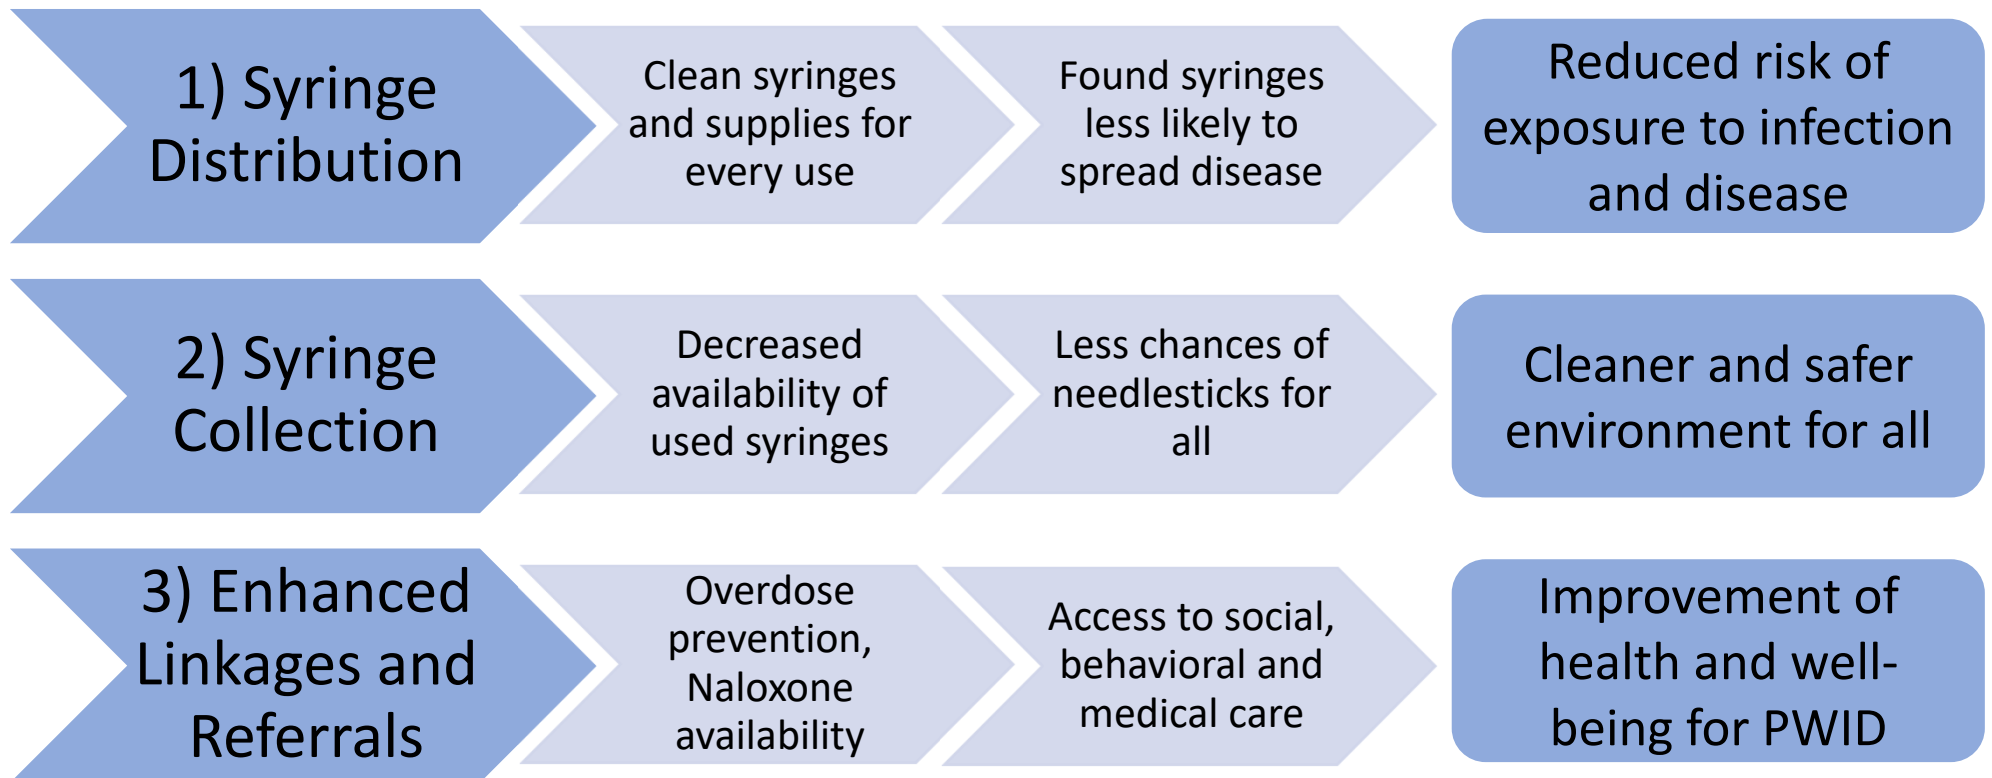 1) Syringe
Distribution
Clean syringes
and supplies for
every use
Found syringes
less likely to
spread disease
Reduced risk of
exposure to infection
and disease
2) Syringe
Collection
Decreased
availability of
used syringes
Less chances of
needlesticks for
all
Cleaner and safer
environment for all
3) Enhanced
Linkages and
Referrals
Overdose
prevention,
Naloxone
availability
Access to social,
behavioral and
medical care
Improvement of
health and well-
being for PWID